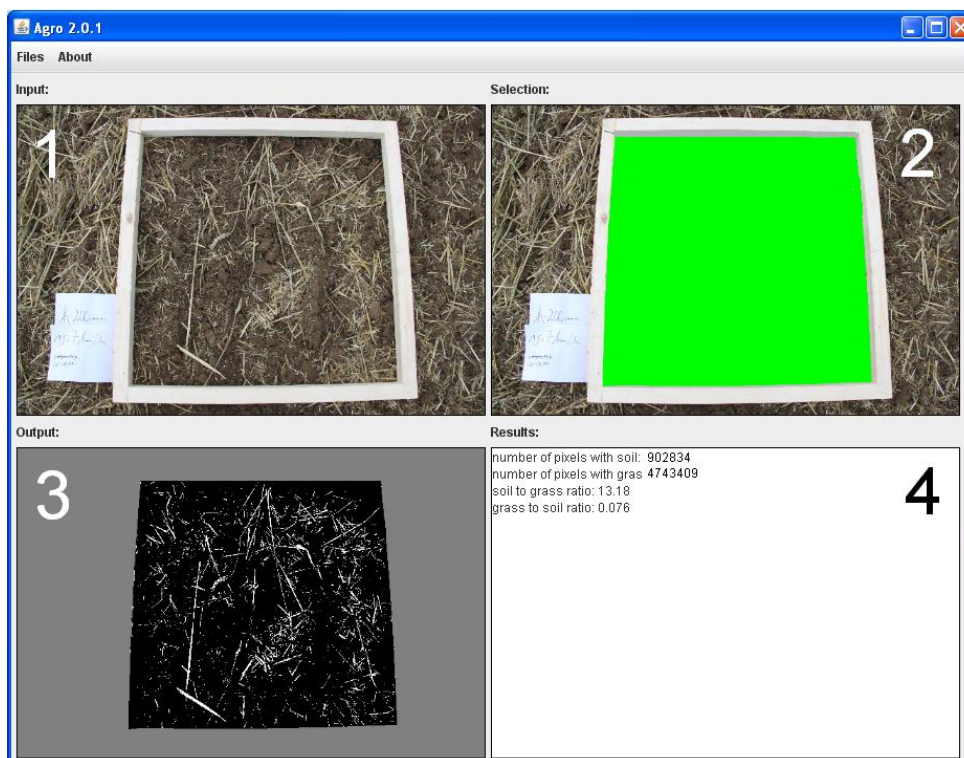 Agro 2.0.1
Files About
Input:
Selection:
1
2
Output:
Results:
3
number of pixels with soil: 902834
number of pixels with gras 4743409
soil to grass ratio: 13.18
grass to soil ratio: 0.076
4